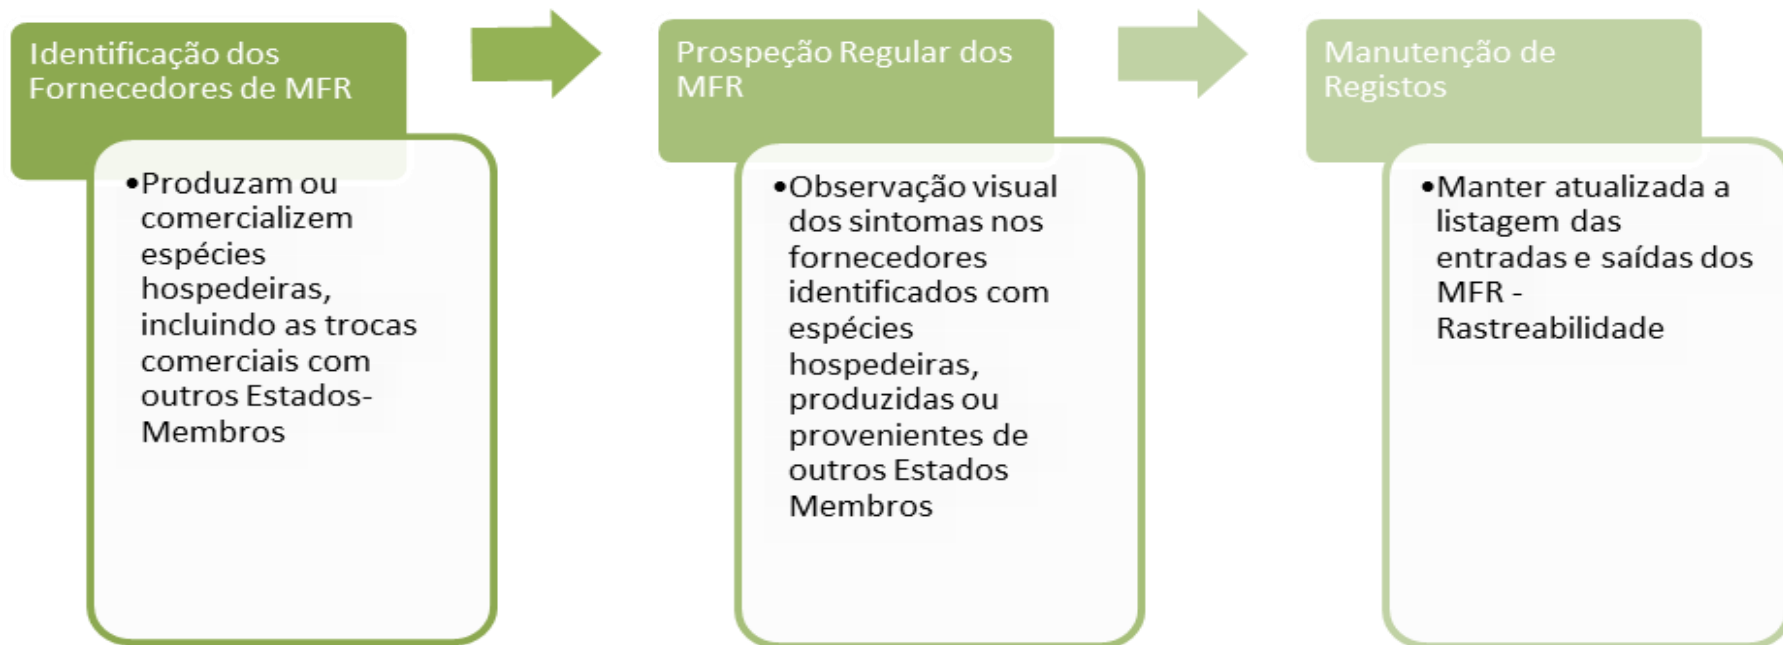 Identificação dos
Fornecedores de MFR
•Produzam ou
comercializem
espécies
hospedeiras,
incluindo as trocas
comerciais com
outros Estados-
Membros
Prospeção Regular dos
MFR
•Observação visual
dos sintomas nos
fornecedores
identificados com
espécies
hospedeiras,
produzidas ou
provenientes de
outros Estados
Membros
Manutenção de
Registos
•Manter atualizada a
listagem das
entradas e saídas dos
MFR -
Rastreabilidade